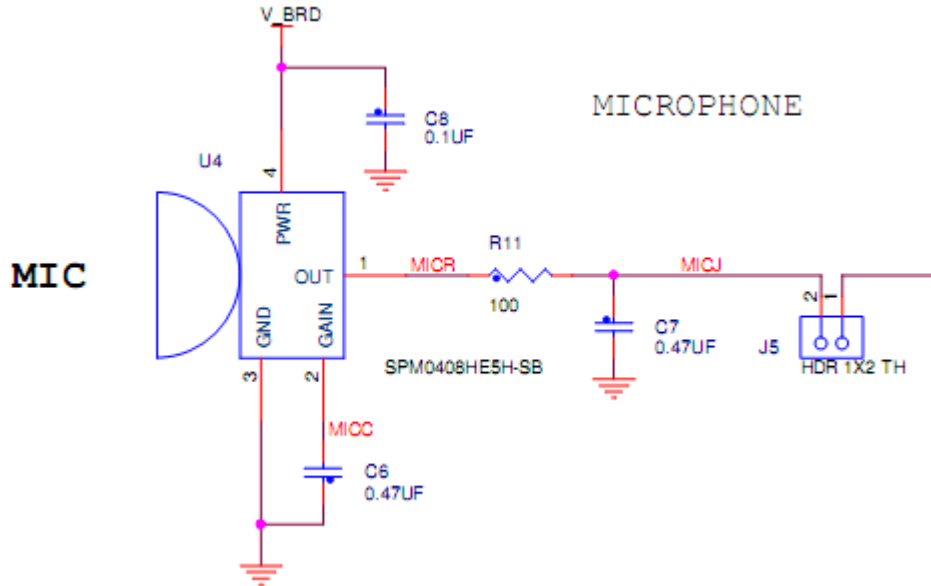 V_BRD
MICROPHONE
C8
0.1UF
U4
4
PWR
MIC
OUT
1
MICR
R11
100
MICJ
GND
GAIN
3
2
SPM0408HE5H-SB
C7
0.47UF
2
1
J5
HDR 1X2 TH
MICC
C6
0.47UF